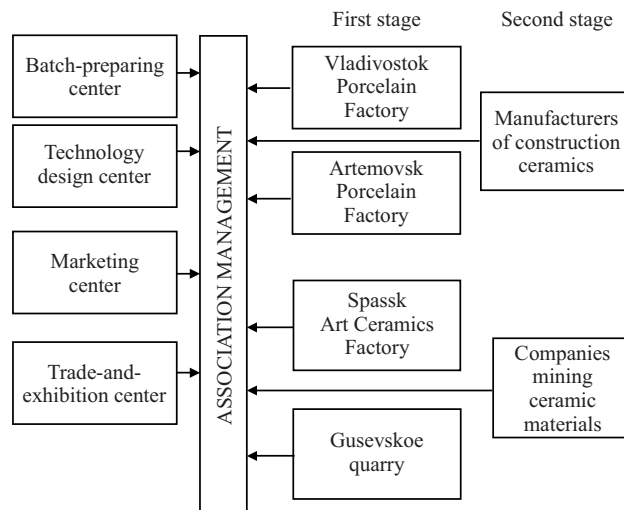 First stage
Second stage
Batch-preparing
center
Technology
design center
Marketing
center
Trade-and-
exhibition center
ASSOCIATION MANAGEMENT
Vladivostok
Porcelain
Factory
Artemovsk
Porcelain
Factory
Spassk
Art Ceramics
Factory
Gusevskoe
quarry
Manufacturers
of construction
ceramics
Companies
mining
ceramic
materials